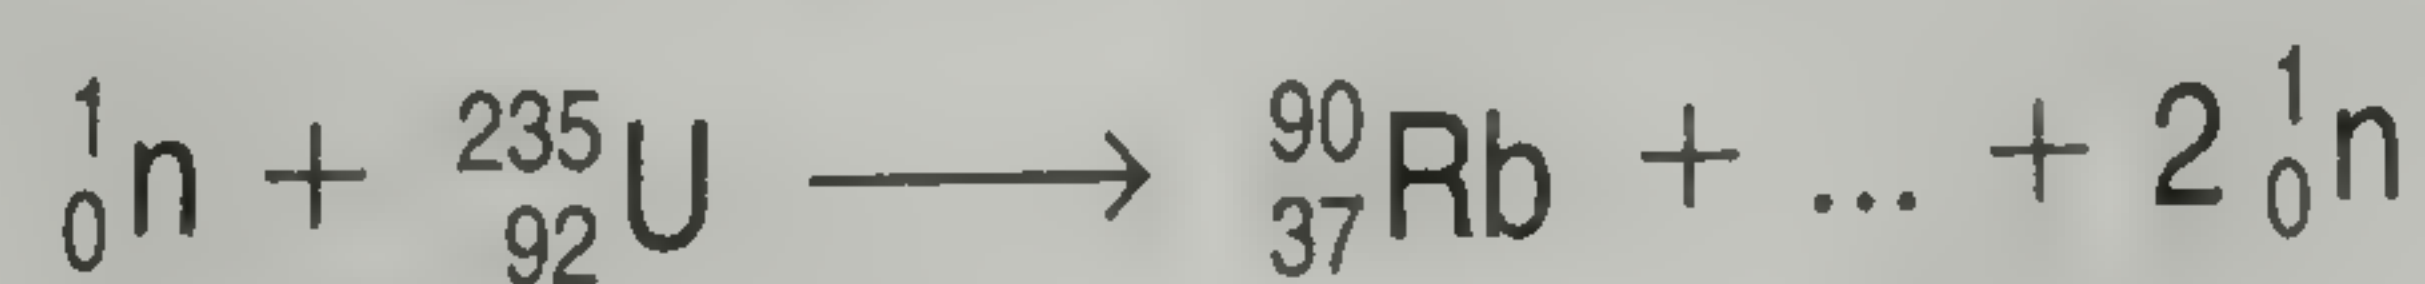 ¹₀n + ²³⁵₉₂U ⟶ ⁹⁰₃₇Rb + ... + 2 ¹₀n